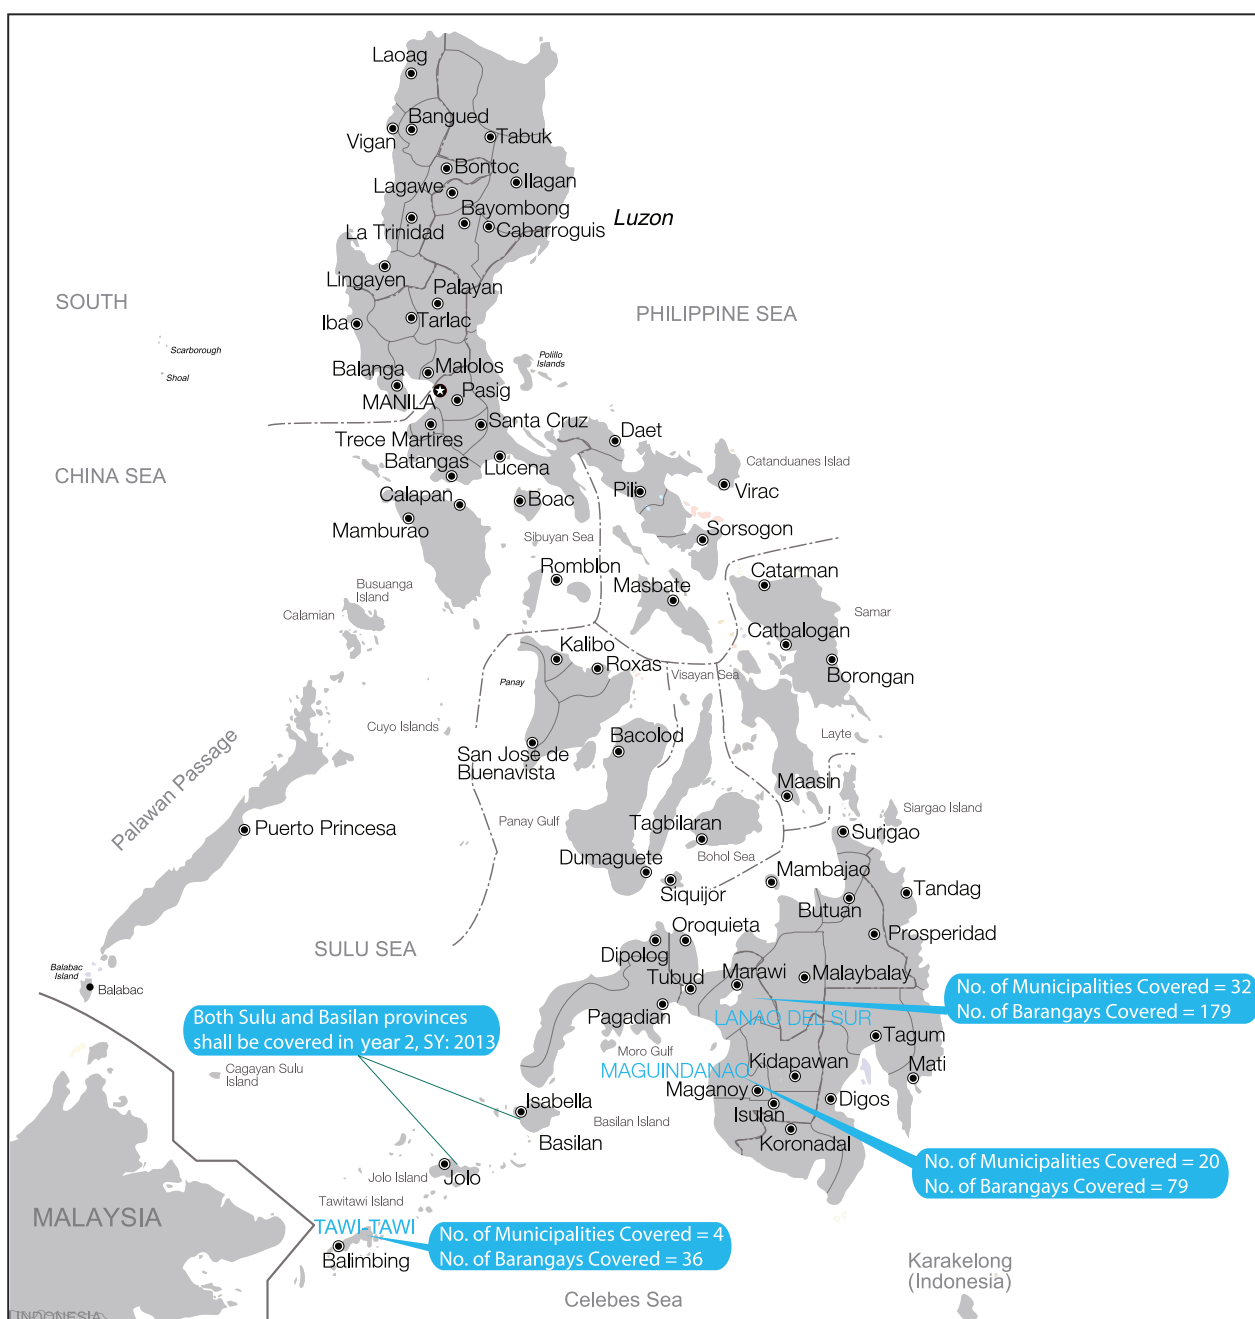 Laoag
Bangued
Vigan
Tabuk
Bontoc
Ilagan
Lagawe
Bayombong
Luzon
La Trinidad
Cabarroguis
Lingayen
Palayan
SOUTH
PHILIPPINE SEA
Iba
Tarlac
Scarborough
Polillo
Islands
Shoal
Balanga
Malolos
MANILA
Pasig
Santa Cruz
Trece Martires
Daet
Batangas
Lucena
Catanduanes Islad
CHINA SEA
Calapan
Boac
Pili
Virac
Mamburao
Sibuyan Sea
Sorsogon
Romblon
Catarman
Busuanga
Island
Masbate
Calamian
Samar
Catbalogan
Kalibo
Roxas
Visayan Sea
Borongan
Panay
Cuyo Islands
Bacolod
Layte
San Jose de
Buenavista
Palawan Passage
Maasin
Siargao Island
Panay Gulf
Tagbilaran
Puerto Princesa
Surigao
Dumaguete
Bohol Sea
Siquijor
Mambajao
Tandag
Butuan
Oroquieta
Prosperidad
SULU SEA
Dipolog
Balabac
Island
Tubud
Marawi
Malaybalay
Balabac
No. of Municipalities Covered = 32
No. of Barangays Covered = 179
Both Sulu and Basilan provinces
shall be covered in year 2, SY: 2013
Pagadian
LANAO DEL SUR
Tagum
Moro Gulf
Cagayan Sulu
Island
MAGUINDANAO
Kidapawan
Mati
Maganoy
Isabella
Isulan
Digos
Basilan Island
Basilan
Koronadal
No. of Municipalities Covered = 20
No. of Barangays Covered = 79
Jolo Island
Jolo
Tawitawi Island
MALAYSIA
TAWI-TAWI
No. of Municipalities Covered = 4
No. of Barangays Covered = 36
Balimbing
Karakelong
(Indonesia)
Celebes Sea
INDONESIA